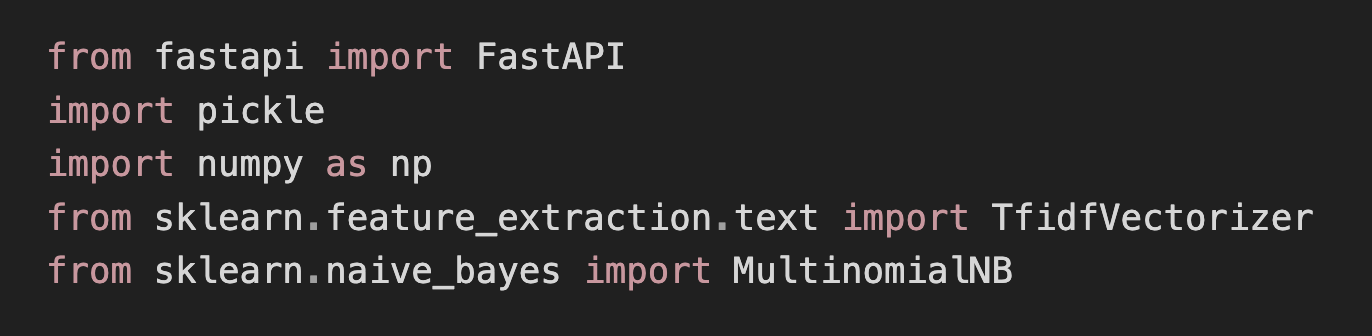 from fastapi import FastAPI
import pickle
import numpy as np
from sklearn.feature_extraction.text import TfidfVectorizer
from sklearn.naive_bayes import MultinomialNB